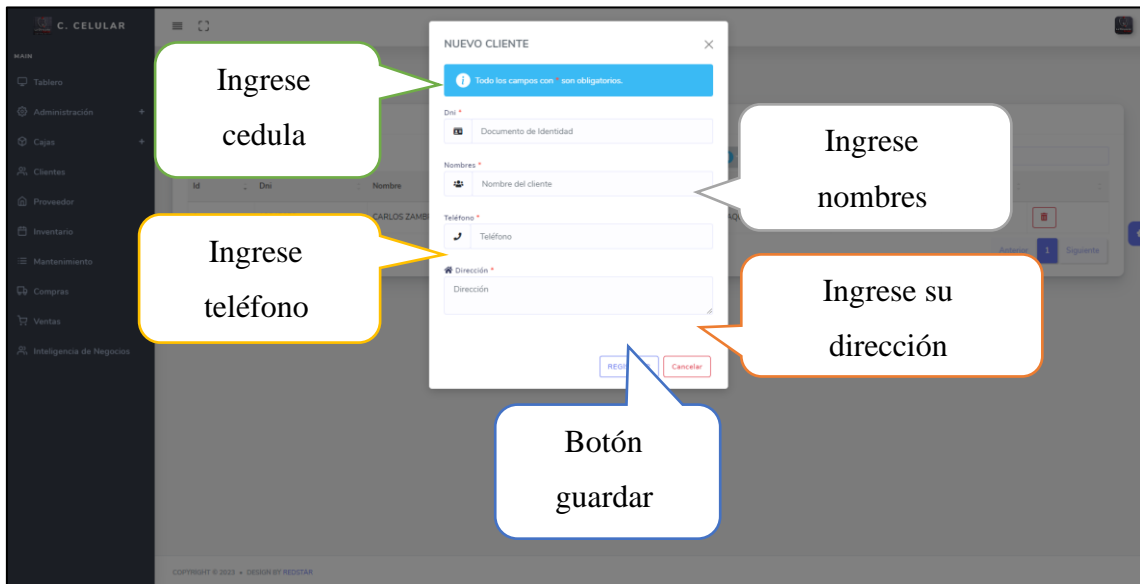 C. CELULAR
MAIN
Tablero
Administración +
Cajas +
Clientes
Proveedor
Inventario
Mantenimiento
Compras
Ventas
Inteligencia de Negocios
NUEVO CLIENTE
Todo los campos con * son obligatorios.
Dni *
Documento de Identidad
Nombres *
Nombre del cliente
Teléfono *
Teléfono
Dirección *
Dirección
Cancelar
Ingrese
cedula
Ingrese
nombres
Ingrese
teléfono
Ingrese su
dirección
Botón
guardar
Id Dni Nombre
CARLOS
Anterior 1 Siguiente
COPYRIGHT © 2023 • DESIGN BY REDSTAR